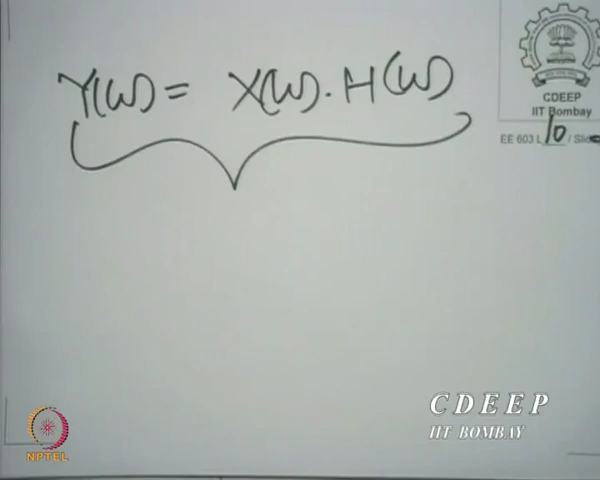 Y(ω) = X(ω) . H(ω)
CDEEP
IIT Bombay
EE 603 L 10 / Slide
CDEEP
IIT BOMBAY
NPTEL